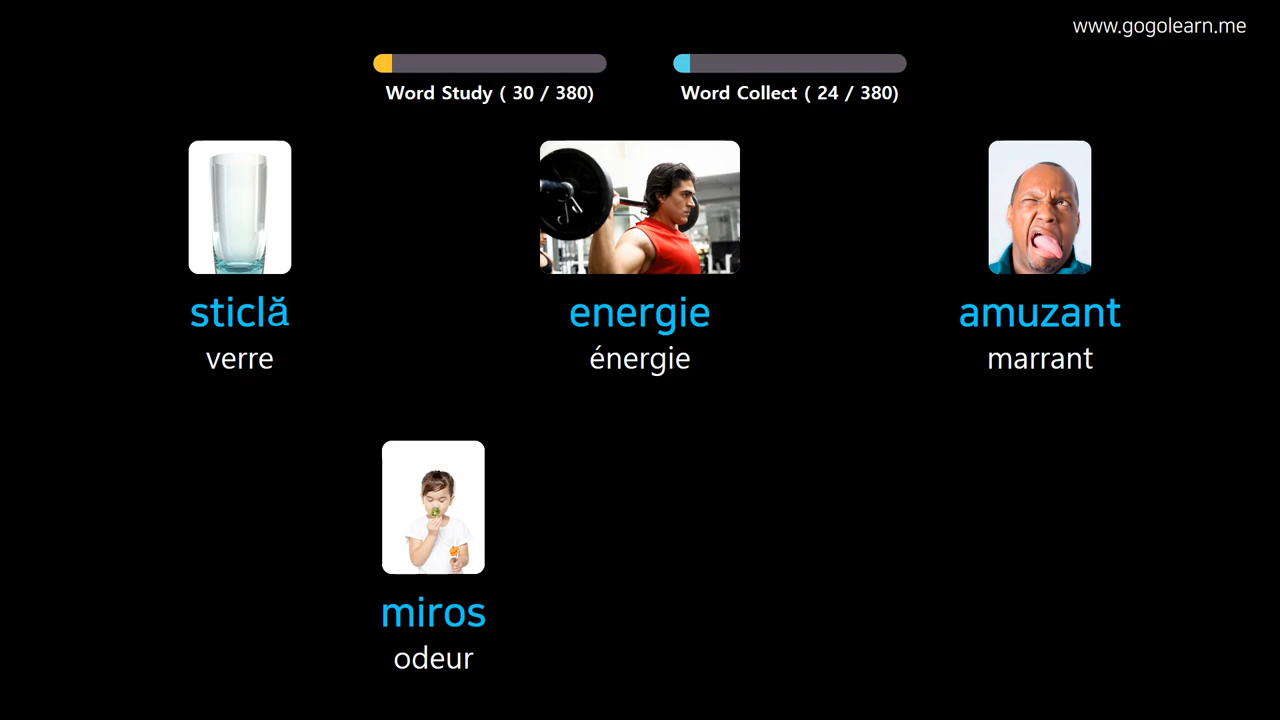 www.gogolearn.me
Word Study ( 30 / 380)
Word Collect ( 24 / 380)
sticlă
verre
energie
énergie
amuzant
marrant
miros
odeur